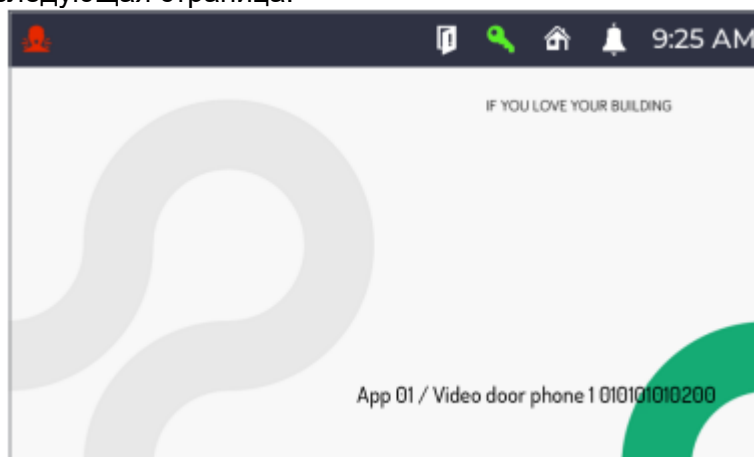 следующая страница:
9:25 AM
IF YOU LOVE YOUR BUILDING
App 01 / Video door phone 1 010101010200